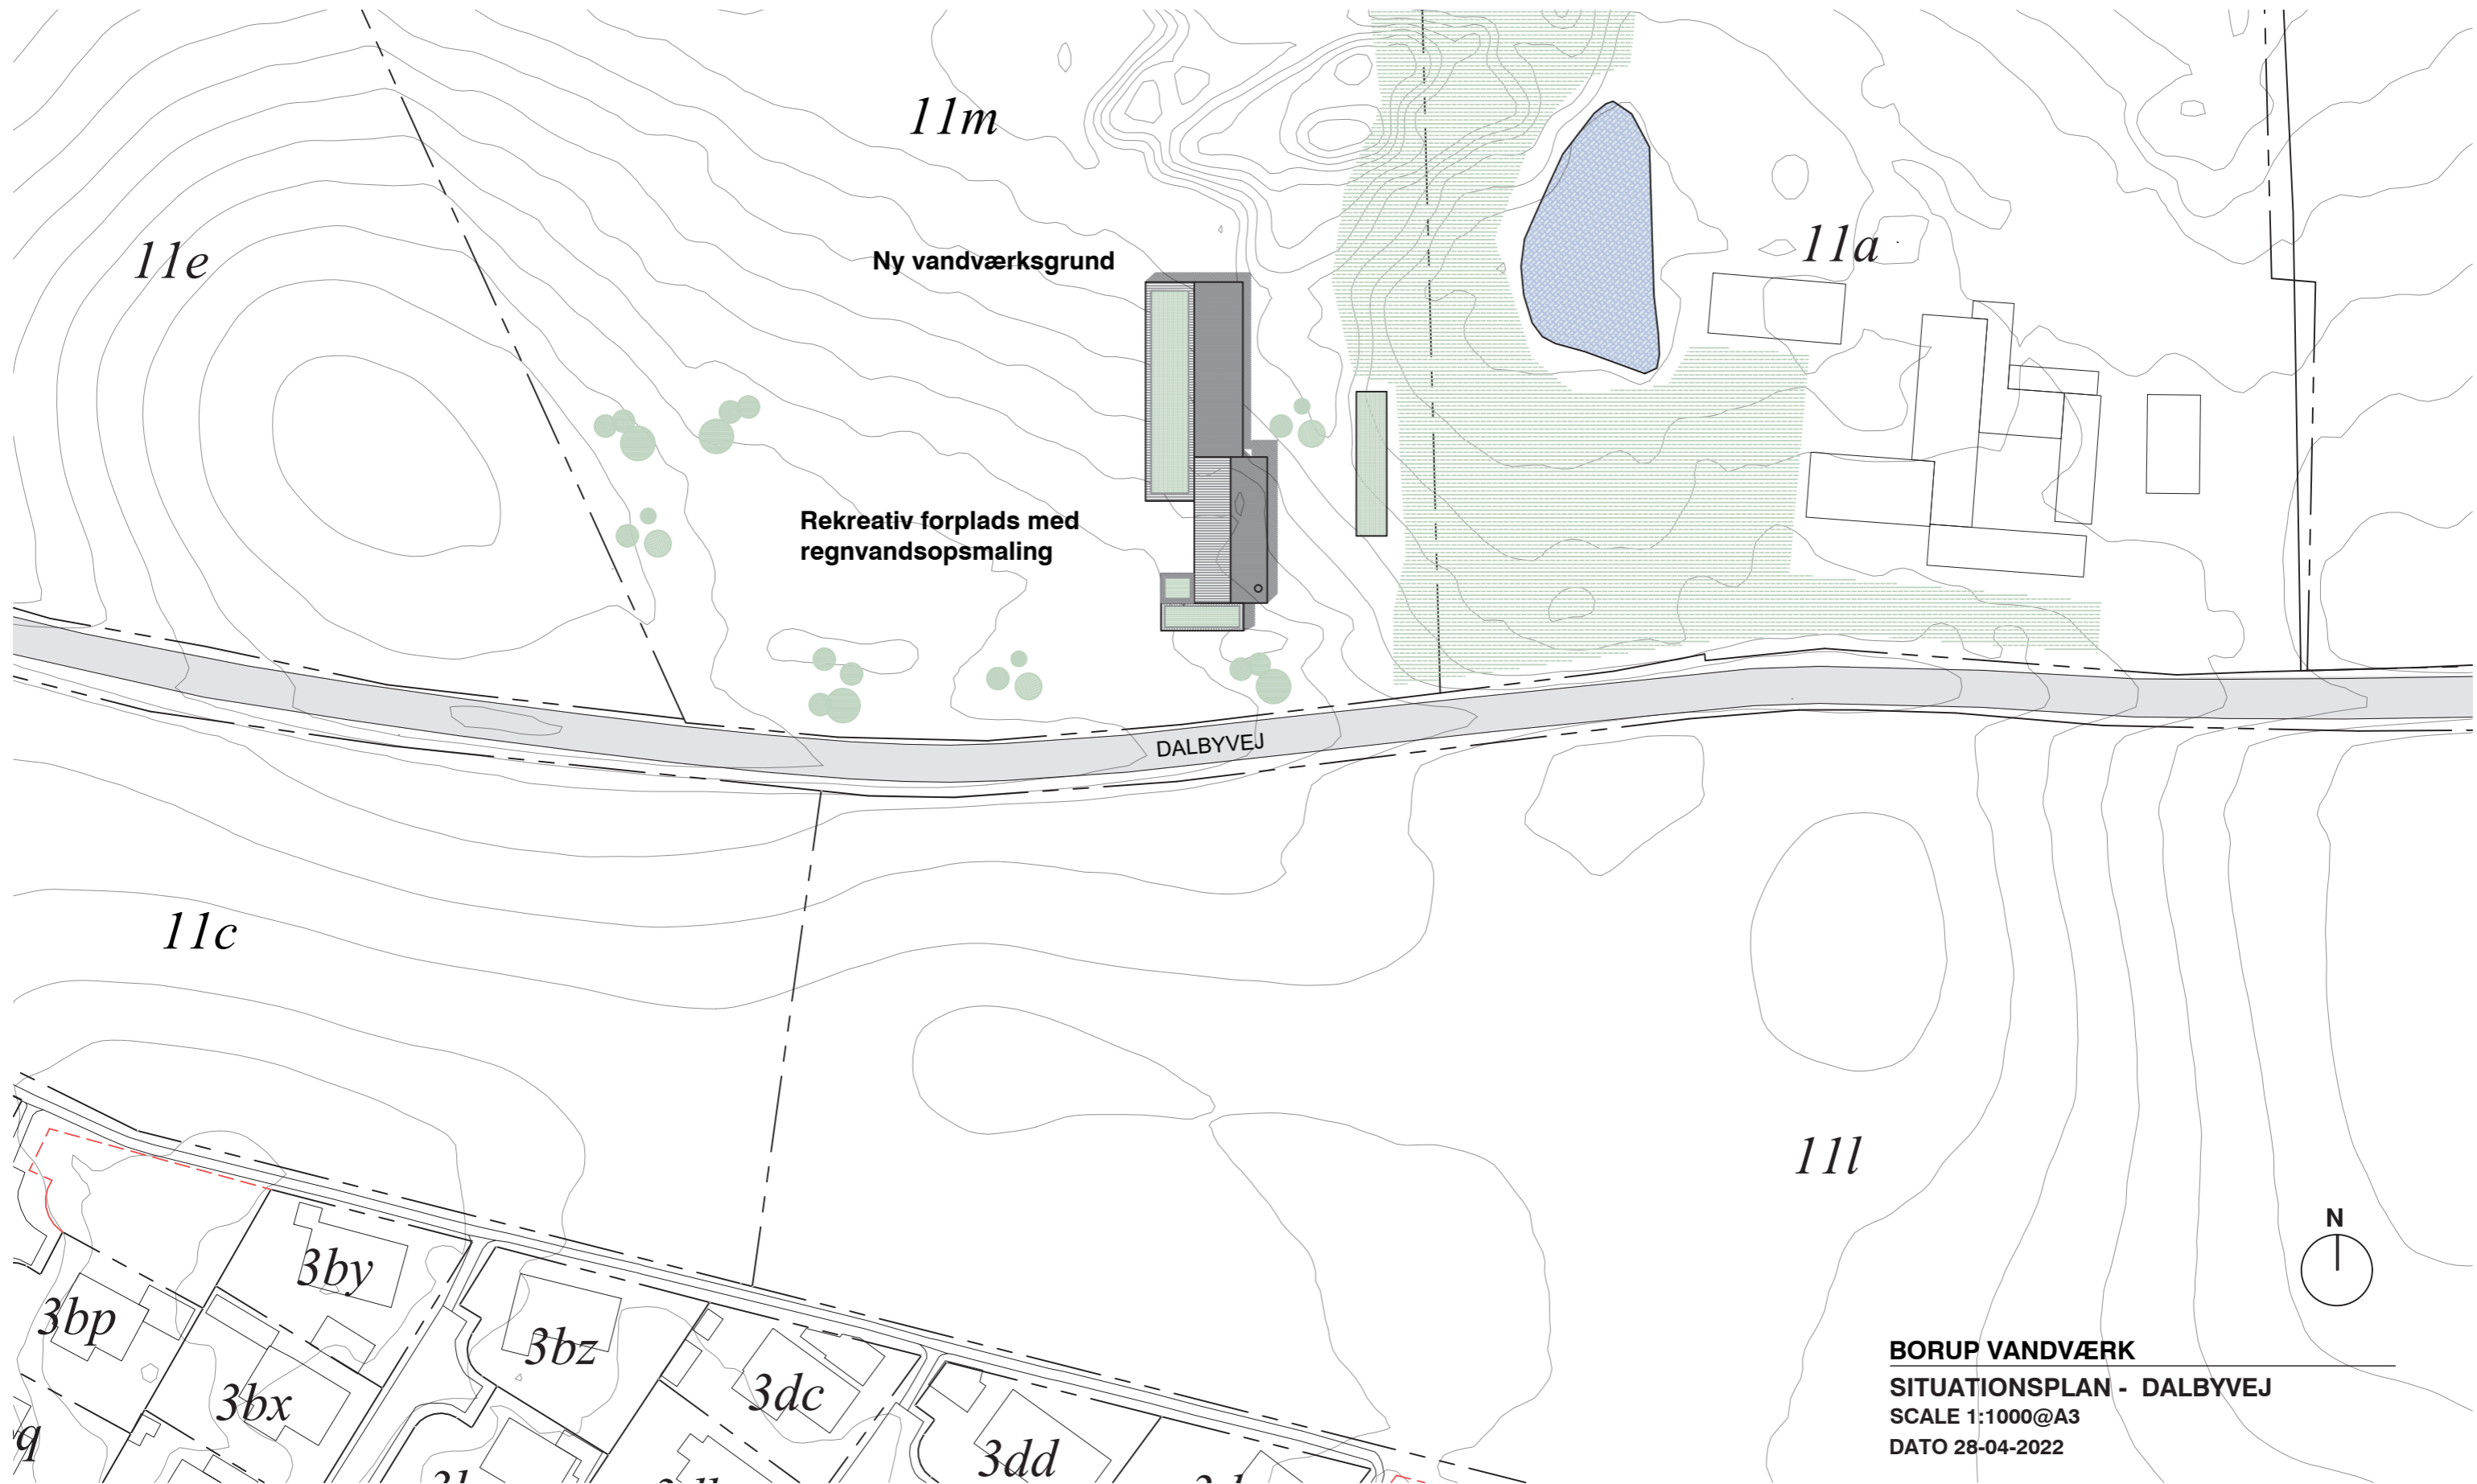 11m
11e
11a
Ny vandværksgrund
Rekreativ forplads med
regnvandsopsmaling
DALBYVEJ
11c
11l
N
3by
3bp
3bz
3bx
3dc
q
3dd
BORUP VANDVÆRK
SITUATIONSPLAN - DALBYVEJ
SCALE 1:1000@A3
DATO 28-04-2022